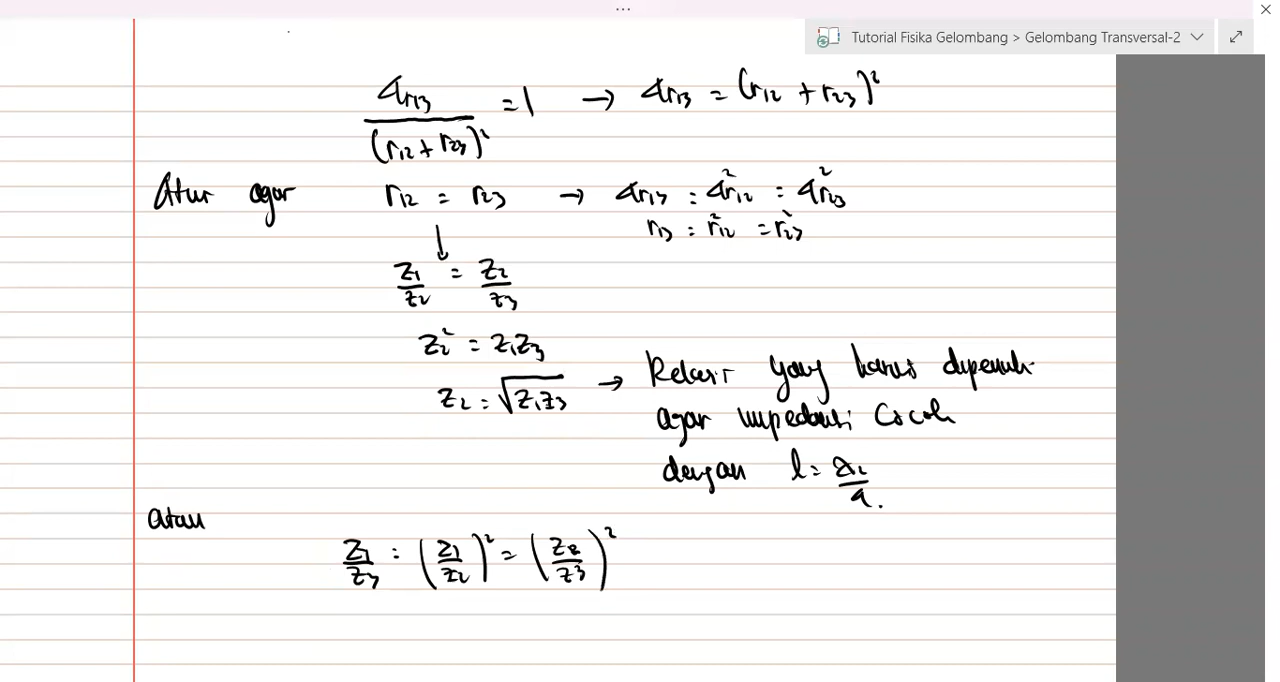 ...
Tutorial Fisika Gelombang > Gelombang Transversal-2
4r₁₃ / (r₁₂ + r₂₃)² = 1 → 4r₁₃ = (r₁₂ + r₂₃)²
Atur agar r₁₂ = r₂₃ → 4r₁₃ = 4r₁₂² = 4r₂₃²
r₁₃ = r₁₂² = r₂₃²
↓
Z₁/Z₂ = Z₂/Z₃
Z₂² = Z₁Z₃
Z₂ = √Z₁Z₃ → Relasi yang harus dipenuhi
agar impedansi Cocok
dengan l = λ₂/4.
atau
Z₁/Z₃ = (Z₁/Z₂)² = (Z₂/Z₃)²